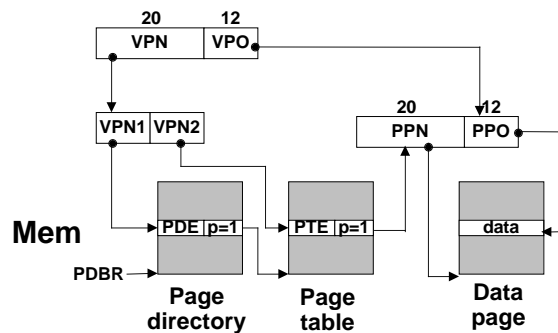 20 12
VPN VPO
20 12
VPN1 VPN2 PPN PPO
Mem
PDE p=1 PTE p=1 data
PDBR
Page directory
Page table
Data page